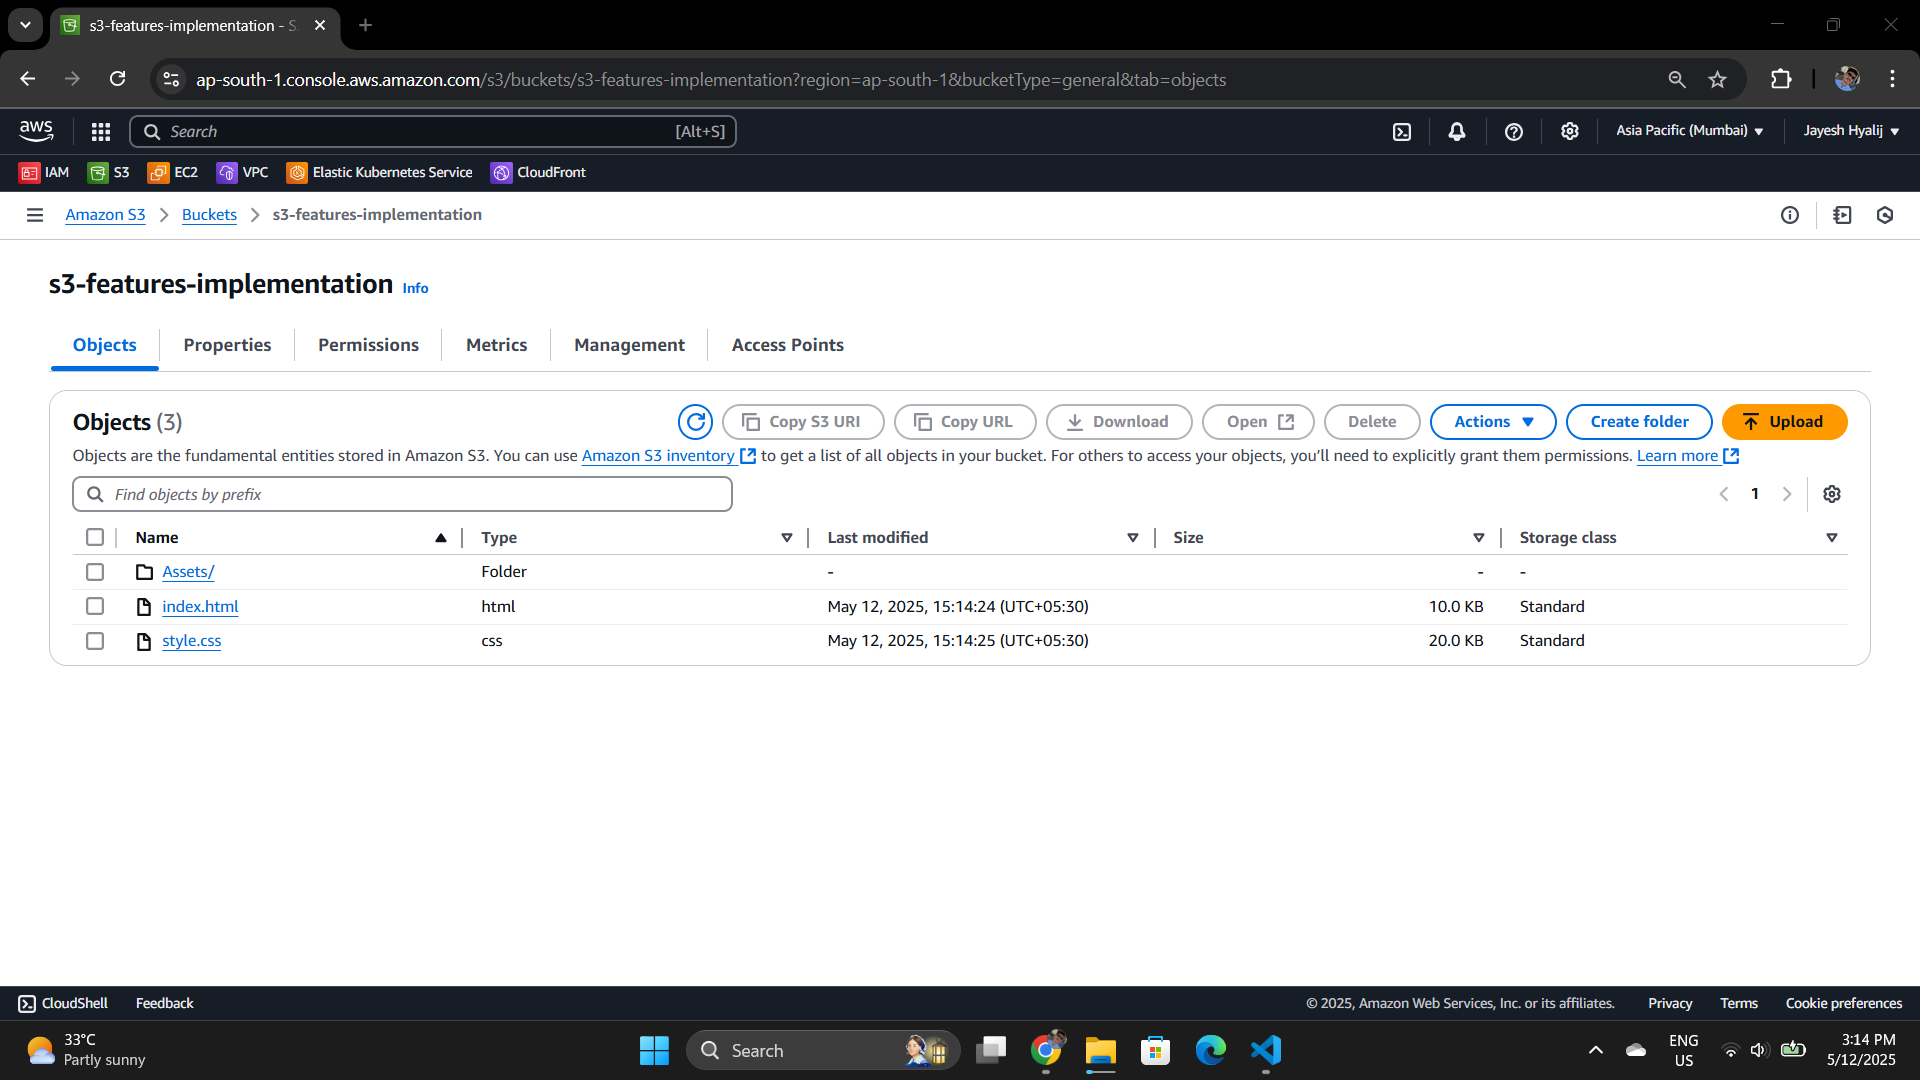 s3-features-implementation - S
ap-south-1.console.aws.amazon.com/s3/buckets/s3-features-implementation?region=ap-south-1&bucketType=general&tab=objects
aws Search [Alt+S] Asia Pacific (Mumbai) Jayesh Hyalij
IAM S3 EC2 VPC Elastic Kubernetes Service CloudFront
Amazon S3 Buckets s3-features-implementation
s3-features-implementation Info
Objects Properties Permissions Metrics Management Access Points
Objects (3) Copy S3 URI Copy URL Download Open Delete Actions Create folder Upload
Objects are the fundamental entities stored in Amazon S3. You can use Amazon S3 inventory to get a list of all objects in your bucket. For others to access your objects, you'll need to explicitly grant them permissions. Learn more
Find objects by prefix 1
Name Type Last modified Size Storage class
Assets/ Folder - - -
index.html html May 12, 2025, 15:14:24 (UTC+05:30) 10.0 KB Standard
style.css css May 12, 2025, 15:14:25 (UTC+05:30) 20.0 KB Standard
CloudShell Feedback © 2025, Amazon Web Services, Inc. or its affiliates. Privacy Terms Cookie preferences
33°C
Partly sunny
Search
ENG
US
3:14 PM
5/12/2025